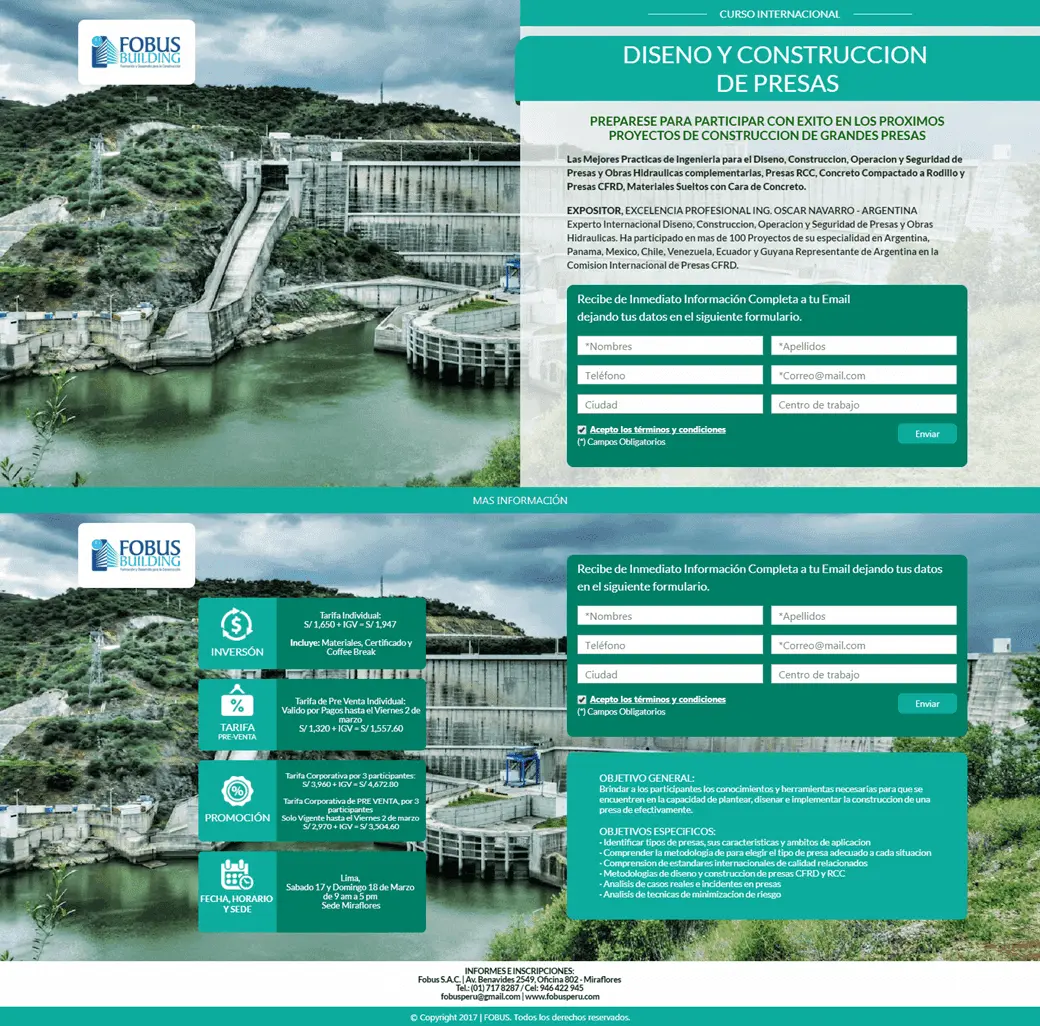 FOBUS
BUILDING
Formación y Desarrollo para la Construcción
CURSO INTERNACIONAL
DISENO Y CONSTRUCCION
DE PRESAS
PREPARESE PARA PARTICIPAR CON EXITO EN LOS PROXIMOS
PROYECTOS DE CONSTRUCCION DE GRANDES PRESAS
Las Mejores Practicas de Ingenieria para el Diseno, Construccion, Operacion y Seguridad de
Presas y Obras Hidraulicas complementarias, Presas RCC, Concreto Compactado a Rodillo y
Presas CFRD, Materiales Sueltos con Cara de Concreto.
EXPOSITOR, EXCELENCIA PROFESIONAL ING. OSCAR NAVARRO - ARGENTINA
Experto Internacional Diseno, Construccion, Operacion y Seguridad de Presas y Obras
Hidraulicas. Ha participado en mas de 100 Proyectos de su especialidad en Argentina,
Panama, Mexico, Chile, Venezuela, Ecuador y Guyana Representante de Argentina en la
Comision Internacional de Presas CFRD.
Recibe de Inmediato Información Completa a tu Email
dejando tus datos en el siguiente formulario.
*Nombres
*Apellidos
Teléfono
*Correo@mail.com
Ciudad
Centro de trabajo
Acepto los términos y condiciones
(*) Campos Obligatorios
Enviar
MAS INFORMACIÓN
FOBUS
BUILDING
Formación y Desarrollo para la Construcción
INVERSÓN
Tarifa Individual:
S/ 1,650 + IGV = S/ 1,947
Incluye: Materiales, Certificado y
Coffee Break
TARIFA
PRE-VENTA
Tarifa de Pre Venta Individual:
Valido por Pagos hasta el Viernes 2 de
marzo
S/ 1,320 + IGV = S/ 1,557.60
PROMOCIÓN
Tarifa Corporativa por 3 participantes:
S/ 3,960 + IGV = S/ 4,672.80
Tarifa Corporativa de PRE VENTA, por 3
participantes
Solo Vigente hasta el Viernes 2 de marzo
S/ 2,970 + IGV = S/ 3,504.60
FECHA, HORARIO
Y SEDE
Lima,
Sabado 17 y Domingo 18 de Marzo
de 9 am a 5 pm
Sede Miraflores
Recibe de Inmediato Información Completa a tu Email dejando tus datos
en el siguiente formulario.
*Nombres
*Apellidos
Teléfono
*Correo@mail.com
Ciudad
Centro de trabajo
Acepto los términos y condiciones
(*) Campos Obligatorios
Enviar
OBJETIVO GENERAL:
Brindar a los participantes los conocimientos y herramientas necesarias para que se
encuentren en la capacidad de plantear, disenar e implementar la construccion de una
presa de efectivamente.
OBJETIVOS ESPECIFICOS:
- Identificar tipos de presas, sus caracteristicas y ambitos de aplicacion
- Comprender la metodologia de para elegir el tipo de presa adecuado a cada situacion
- Comprension de estandares internacionales de calidad relacionados
- Metodologias de diseno y construccion de presas CFRD y RCC
- Analisis de casos reales e incidentes en presas
- Analisis de tecnicas de minimizacion de riesgo
INFORMES E INSCRIPCIONES:
Fobus S.A.C. | Av. Benavides 2549, Oficina 802 - Miraflores
Tel.: (01) 717 8287 / Cel: 946 422 945
fobusperu@gmail.com | www.fobusperu.com
© Copyright 2017 | FOBUS. Todos los derechos reservados.